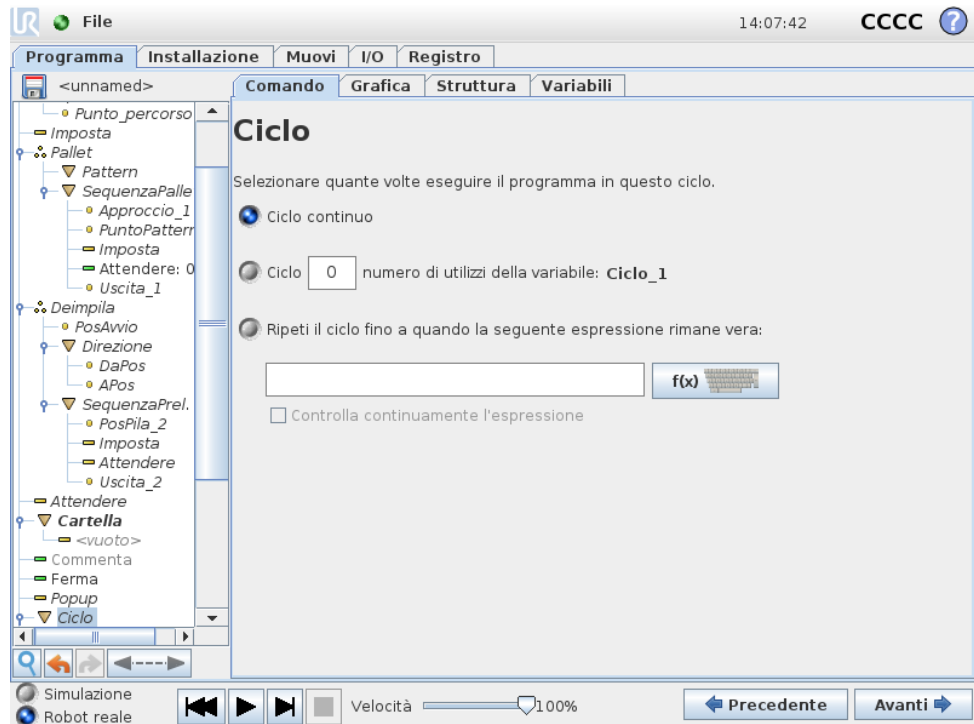 UR File 14:07:42 CCCC ?
Programma Installazione Muovi I/O Registro
<unnamed> Comando Grafica Struttura Variabili
Punto_percorso
Imposta
Pallet
Pattern
SequenzaPalle
Approccio_1
PuntoPattern
Imposta
Attendere: 0
Uscita_1
Deimpila
PosAvvio
Direzione
DaPos
APos
SequenzaPrel.
PosPila_2
Imposta
Attendere
Uscita_2
Attendere
Cartella
<vuoto>
Commenta
Ferma
Popup
Ciclo
Ciclo
Selezionare quante volte eseguire il programma in questo ciclo.
Ciclo continuo
Ciclo 0 numero di utilizzi della variabile: Ciclo_1
Ripeti il ciclo fino a quando la seguente espressione rimane vera:
f(x)
Controlla continuamente l'espressione
Simulazione
Robot reale
Velocità 100% Precedente Avanti